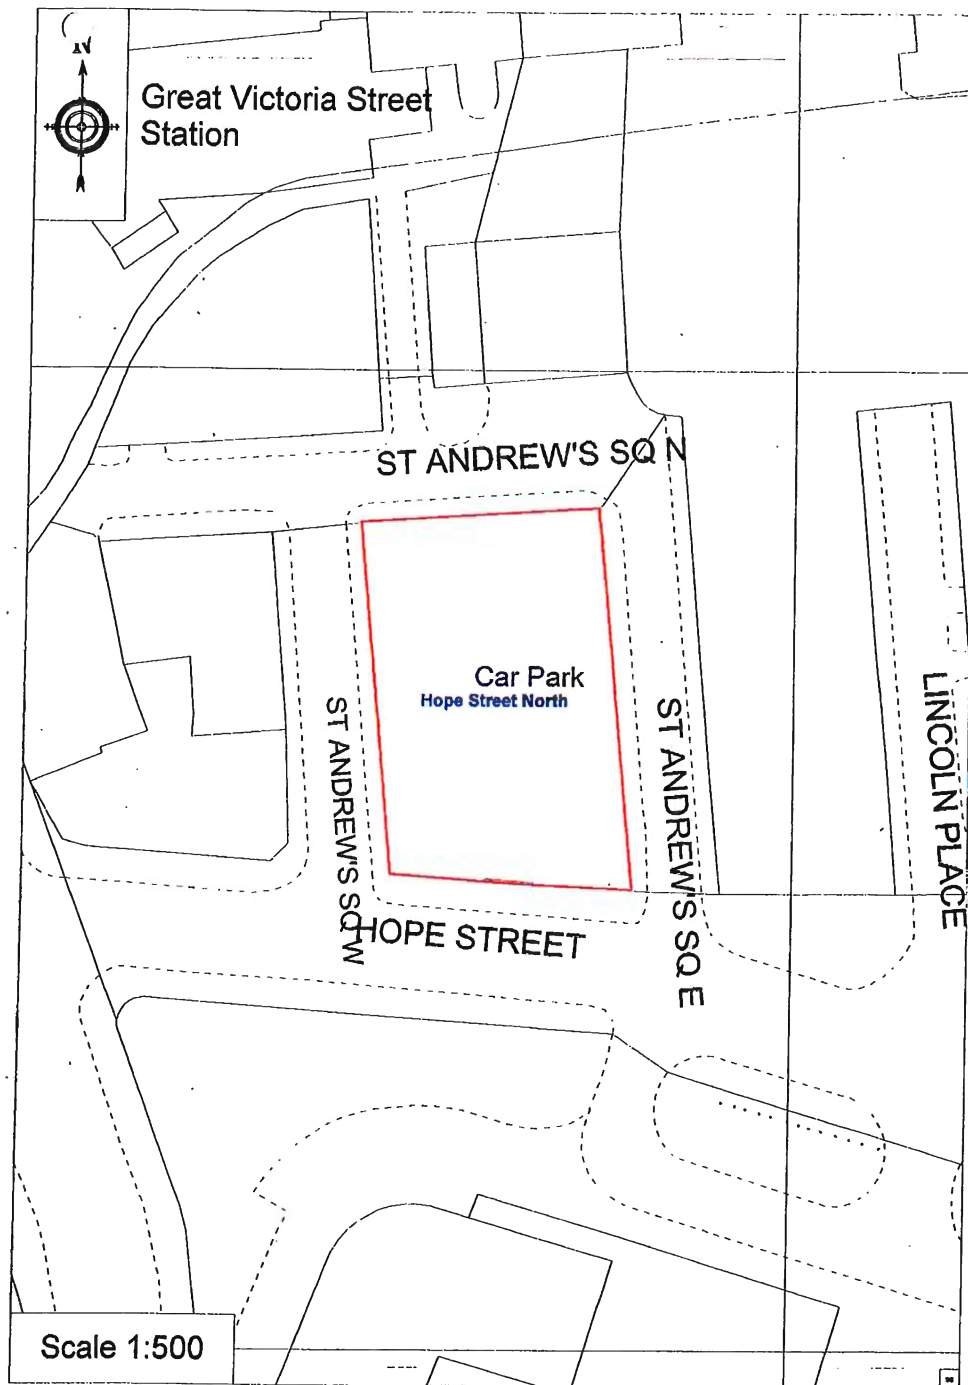 N
Great Victoria Street
Station
ST ANDREW'S SQ N
Car Park
Hope Street North
ST ANDREW'S SQ W
ST ANDREW'S SQ E
LINCOLN PLACE
HOPE STREET
Scale 1:500